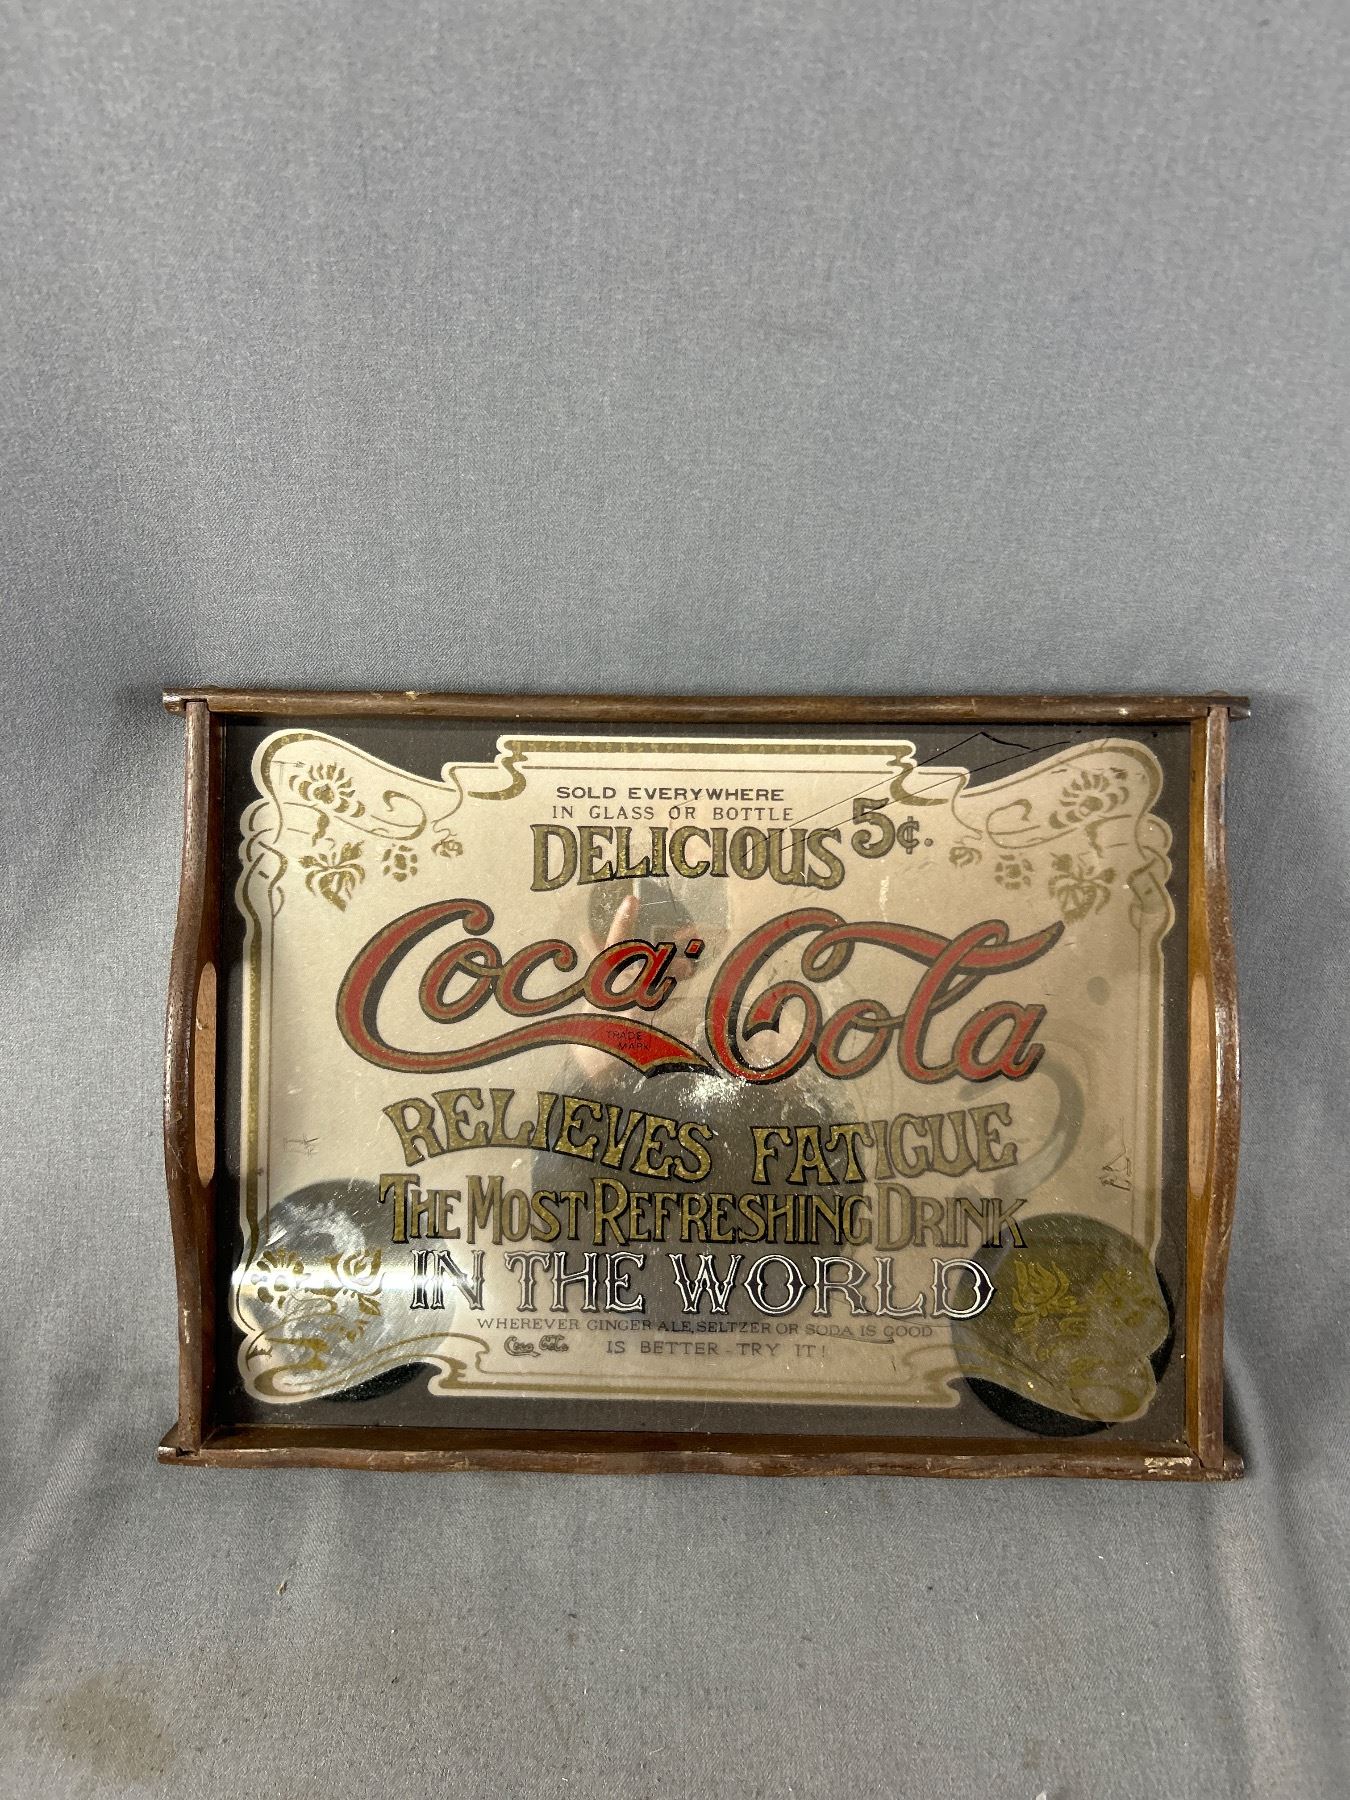 SOLD EVERYWHERE
IN GLASS OR BOTTLE
DELICIOUS 5¢.
Coca-Cola
TRADE
MARK
RELIEVES FATIGUE
THE MOST REFRESHING DRINK
IN THE WORLD
WHEREVER GINGER ALE, SELTZER OR SODA IS GOOD
Coca-Cola IS BETTER - TRY IT!